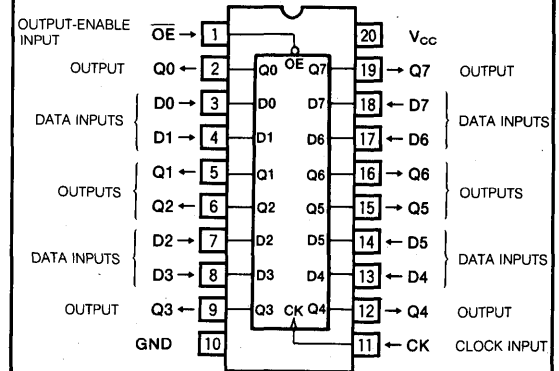 OUTPUT-ENABLE
INPUT
OE → 1
20 VCC
OUTPUT Q0 ← 2 Q0 OE Q7 19 → Q7 OUTPUT
D0 → 3 D0 D7 18 ← D7
DATA INPUTS DATA INPUTS
D1 → 4 D1 D6 17 ← D6
Q1 ← 5 Q1 Q6 16 → Q6
OUTPUTS OUTPUTS
Q2 ← 6 Q2 Q5 15 → Q5
D2 → 7 D2 D5 14 ← D5
DATA INPUTS DATA INPUTS
D3 → 8 D3 D4 13 ← D4
OUTPUT Q3 ← 9 Q3 CK Q4 12 → Q4 OUTPUT
GND 10 11 ← CK CLOCK INPUT